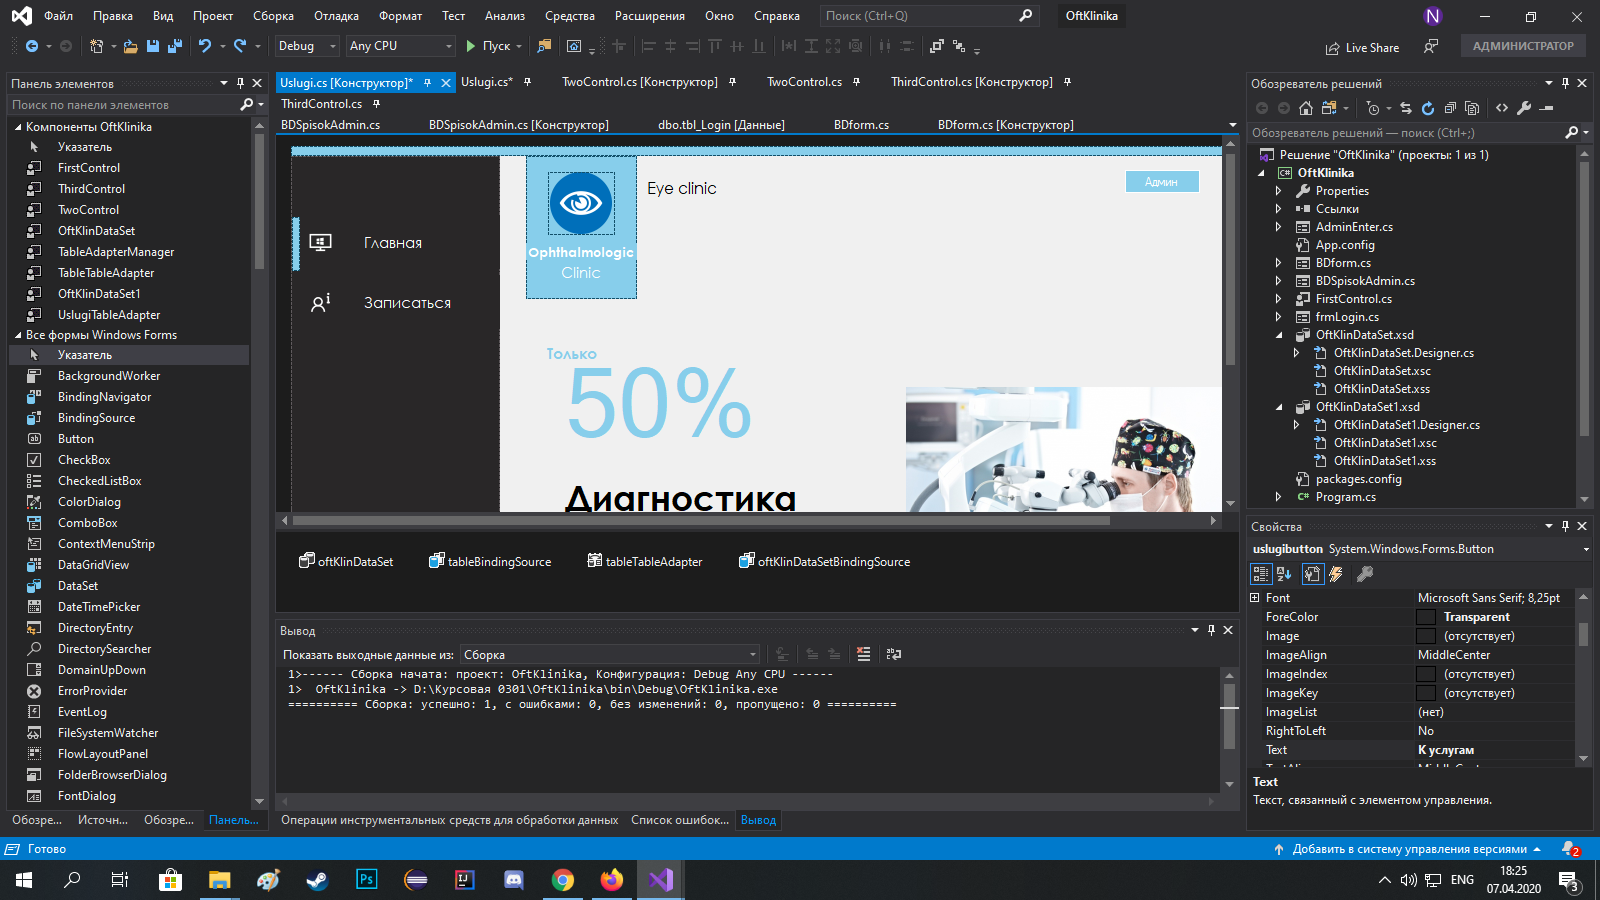 Файл Правка Вид Проект Сборка Отладка Формат Тест Анализ Средства Расширения Окно Справка Поиск (Ctrl+Q) OftKlinika N
Debug Any CPU Пуск Live Share АДМИНИСТРАТОР
Панель элементов
Поиск по панели элементов
Компоненты OftKlinika
Указатель
FirstControl
ThirdControl
TwoControl
OftKlinDataSet
TableAdapterManager
TableTableAdapter
OftKlinDataSet1
UslugiTableAdapter
Все формы Windows Forms
Указатель
BackgroundWorker
BindingNavigator
BindingSource
Button
CheckBox
CheckedListBox
ColorDialog
ComboBox
ContextMenuStrip
DataGridView
DataSet
DateTimePicker
DirectoryEntry
DirectorySearcher
DomainUpDown
ErrorProvider
EventLog
FileSystemWatcher
FlowLayoutPanel
FolderBrowserDialog
FontDialog
Обозре... Источн... Обозре... Панель...
Uslugi.cs [Конструктор]* Uslugi.cs* TwoControl.cs [Конструктор] TwoControl.cs ThirdControl.cs [Конструктор]
ThirdControl.cs
BDSpisokAdmin.cs BDSpisokAdmin.cs [Конструктор] dbo.tbl_Login [Данные] BDform.cs BDform.cs [Конструктор]
Eye clinic
Админ
Главная
Ophthalmologic
Clinic
Записаться
Только
50%
Диагностика
oftKlinDataSet tableBindingSource tableTableAdapter oftKlinDataSetBindingSource
Вывод
Показать выходные данные из: Сборка
1>------ Сборка начата: проект: OftKlinika, Конфигурация: Debug Any CPU ------
1> OftKlinika -> D:\Курсовая 0301\OftKlinika\bin\Debug\OftKlinika.exe
========== Сборка: успешно: 1, с ошибками: 0, без изменений: 0, пропущено: 0 ==========
Операции инструментальных средств для обработки данных Список ошибок... Вывод
Обозреватель решений
Обозреватель решений — поиск (Ctrl+;)
Решение "OftKlinika" (проекты: 1 из 1)
C# OftKlinika
Properties
Ссылки
AdminEnter.cs
App.config
BDform.cs
BDSpisokAdmin.cs
FirstControl.cs
frmLogin.cs
OftKlinDataSet.xsd
OftKlinDataSet.Designer.cs
OftKlinDataSet.xsc
OftKlinDataSet.xss
OftKlinDataSet1.xsd
OftKlinDataSet1.Designer.cs
OftKlinDataSet1.xsc
OftKlinDataSet1.xss
packages.config
C# Program.cs
Свойства
uslugibutton System.Windows.Forms.Button
Font Microsoft Sans Serif; 8,25pt
ForeColor Transparent
Image (отсутствует)
ImageAlign MiddleCenter
ImageIndex (отсутствует)
ImageKey (отсутствует)
ImageList (нет)
RightToLeft No
Text К услугам
Text
Текст, связанный с элементом управления.
Готово Добавить в систему управления версиями 2
Ps IJ ENG 18:25
07.04.2020 3